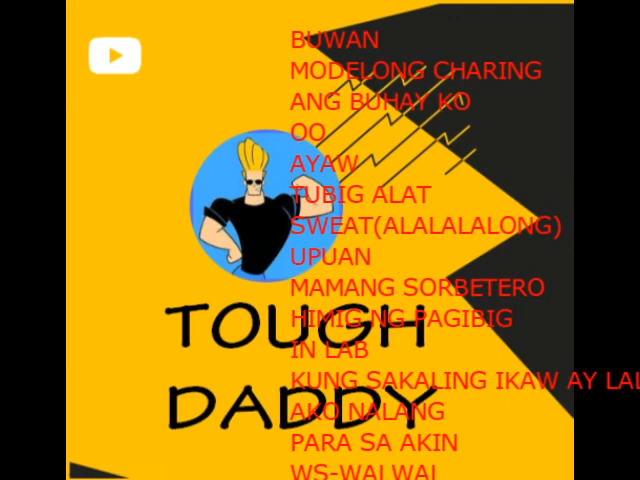 BUWAN
MODELONG CHARING
ANG BUHAY KO
OO
AYAW
TUBIG ALAT
SWEAT(ALALALALONG)
UPUAN
MAMANG SORBETERO
HIMIG NG PAGIBIG
IN LAB
KUNG SAKALING IKAW AY LAL
AKO NALANG
PARA SA AKIN
WS-WALWAL
TOUGH
DADDY